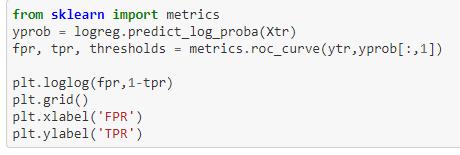 from sklearn import metrics
yprob = logreg.predict_log_proba(Xtr)
fpr, tpr, thresholds = metrics.roc_curve(ytr,yprob[:,1])
plt.loglog(fpr,1-tpr)
plt.grid()
plt.xlabel('FPR')
plt.ylabel('TPR')